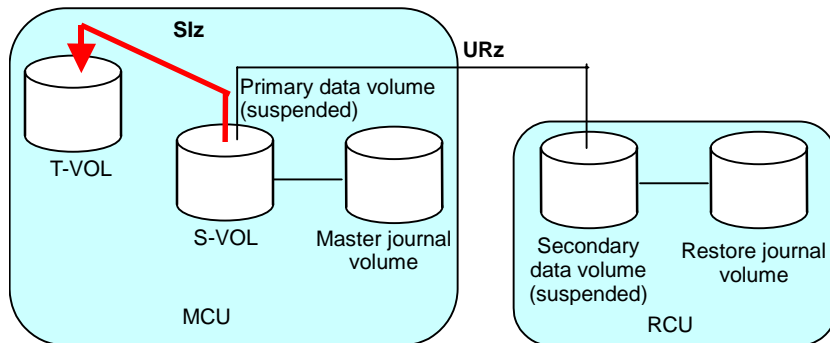 SIz
URz
Primary data volume
(suspended)
T-VOL
S-VOL
Master journal
volume
Secondary
data volume
(suspended)
Restore journal
volume
MCU
RCU